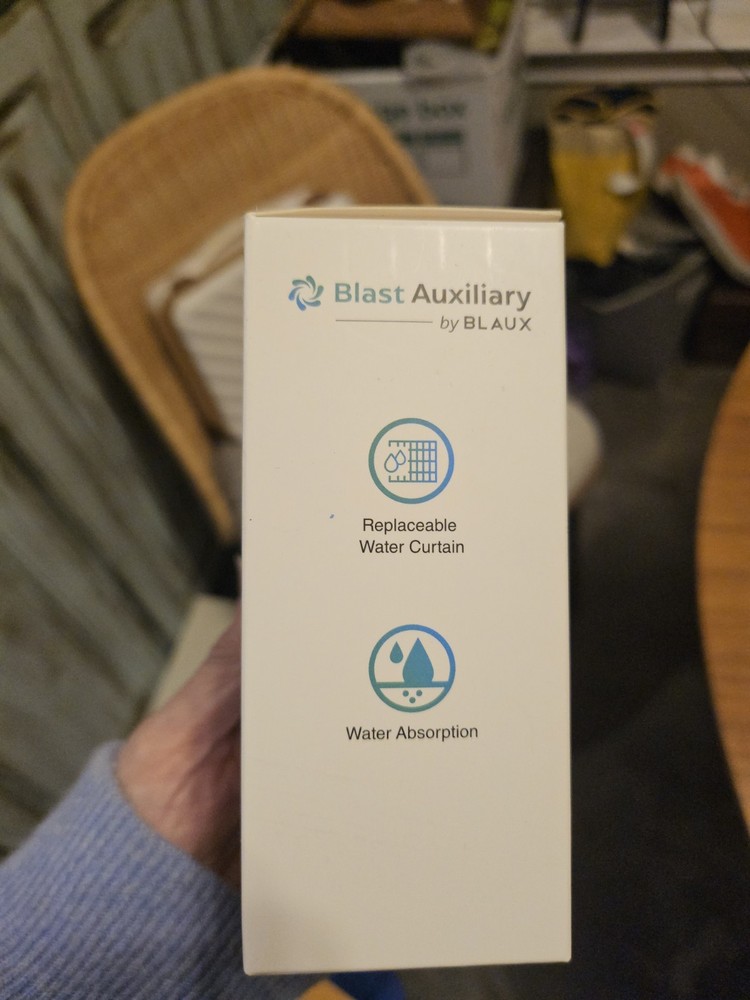 Blast Auxiliary
by BLAUX
Replaceable
Water Curtain
Water Absorption